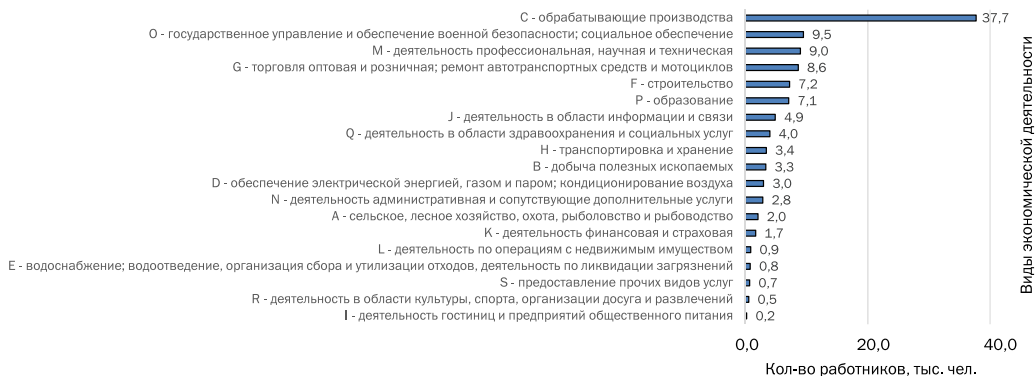 C - обрабатывающие производства 37,7
O - государственное управление и обеспечение военной безопасности; социальное обеспечение 9,5
M - деятельность профессиональная, научная и техническая 9,0
G - торговля оптовая и розничная; ремонт автотранспортных средств и мотоциклов 8,6
F - строительство 7,2
P - образование 7,1
J - деятельность в области информации и связи 4,9
Q - деятельность в области здравоохранения и социальных услуг 4,0
H - транспортировка и хранение 3,4
B - добыча полезных ископаемых 3,3
D - обеспечение электрической энергией, газом и паром; кондиционирование воздуха 3,0
N - деятельность административная и сопутствующие дополнительные услуги 2,8
A - сельское, лесное хозяйство, охота, рыболовство и рыбоводство 2,0
K - деятельность финансовая и страховая 1,7
L - деятельность по операциям с недвижимым имуществом 0,9
E - водоснабжение; водоотведение, организация сбора и утилизации отходов, деятельность по ликвидации загрязнений 0,8
S - предоставление прочих видов услуг 0,7
R - деятельность в области культуры, спорта, организации досуга и развлечений 0,5
I - деятельность гостиниц и предприятий общественного питания 0,2
0,0 20,0 40,0
Кол-во работников, тыс. чел.
Виды экономической деятельности